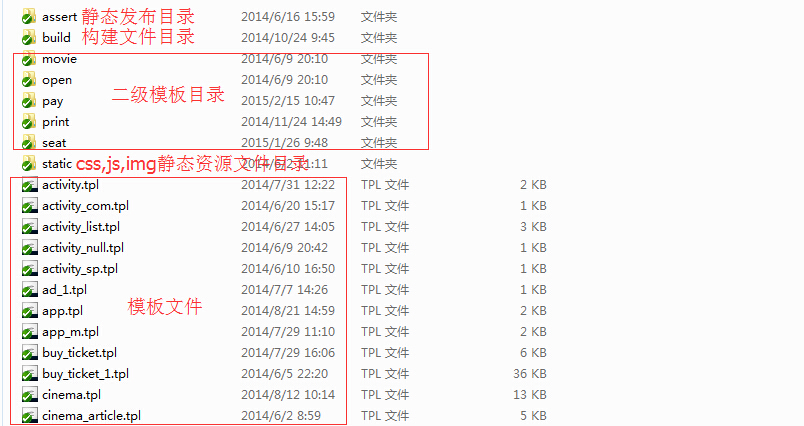 assert 静态发布目录 2014/6/16 15:59 文件夹
build 构建文件目录 2014/10/24 9:45 文件夹
movie 2014/6/9 20:10 文件夹
open 2014/6/9 20:10 文件夹
二级模板目录
pay 2015/2/15 10:47 文件夹
print 2014/11/24 14:49 文件夹
seat 2015/1/26 9:48 文件夹
static css,js,img静态资源文件目录 2014/6/2 11:11 文件夹
activity.tpl 2014/7/31 12:22 TPL 文件 2 KB
activity_com.tpl 2014/6/20 15:17 TPL 文件 1 KB
activity_list.tpl 2014/6/27 14:05 TPL 文件 3 KB
activity_null.tpl 2014/6/9 20:42 TPL 文件 1 KB
activity_sp.tpl 2014/6/10 16:50 TPL 文件 1 KB
ad_1.tpl 2014/7/7 14:26 TPL 文件 1 KB
模板文件
app.tpl 2014/8/21 14:59 TPL 文件 2 KB
app_m.tpl 2014/7/29 11:10 TPL 文件 2 KB
buy_ticket.tpl 2014/7/29 16:06 TPL 文件 6 KB
buy_ticket_1.tpl 2014/6/5 22:20 TPL 文件 36 KB
cinema.tpl 2014/8/12 10:14 TPL 文件 13 KB
cinema_article.tpl 2014/6/2 8:59 TPL 文件 5 KB